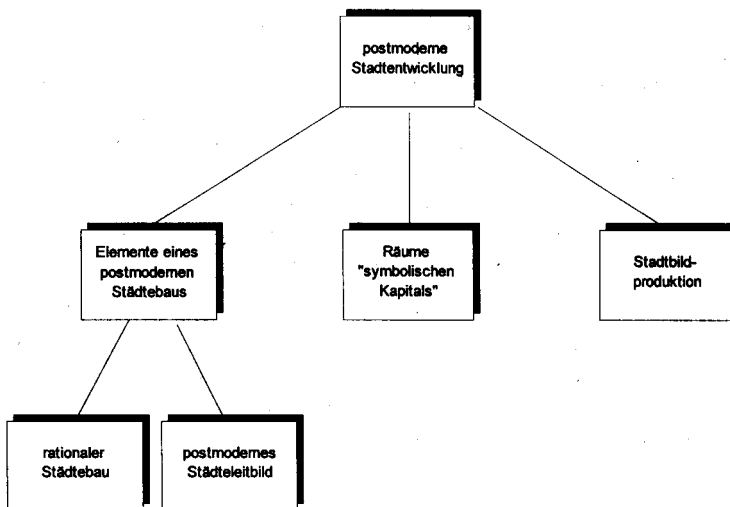 postmoderne
Stadtentwicklung
Elemente eines
postmodernen
Städtebaus
Räume
"symbolischen
Kapitals"
Stadtbild-
produktion
rationaler
Städtebau
postmodernes
Städteleitbild